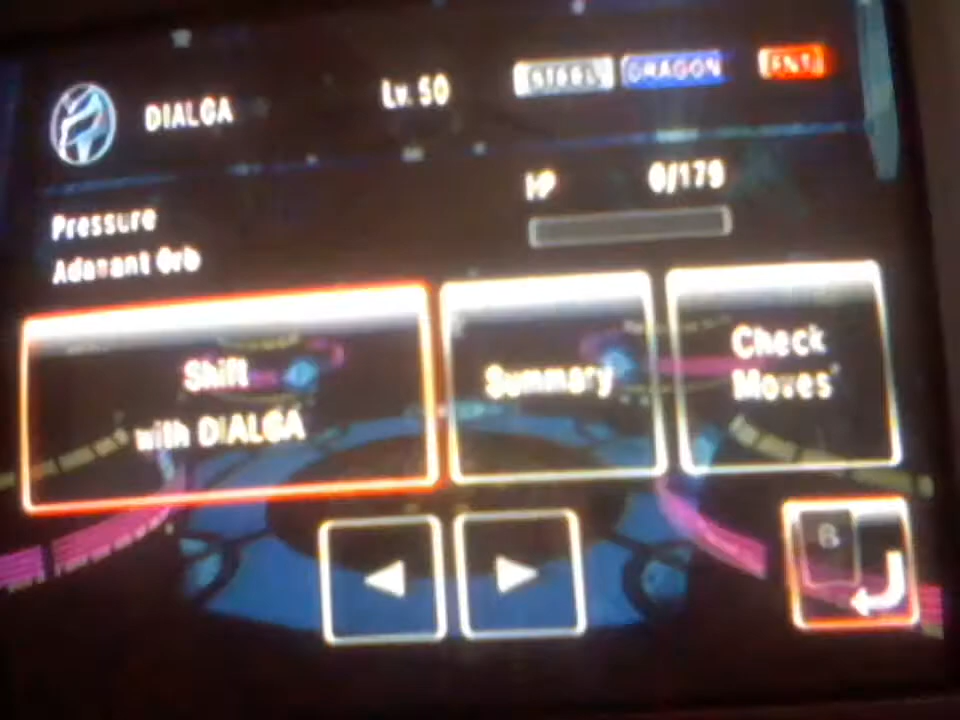 DIALGA Lv. 50 STEEL DRAGON FNT
HP 0/179
Pressure
Adamant Orb
Shift
with DIALGA
Summary
Check
Moves
B